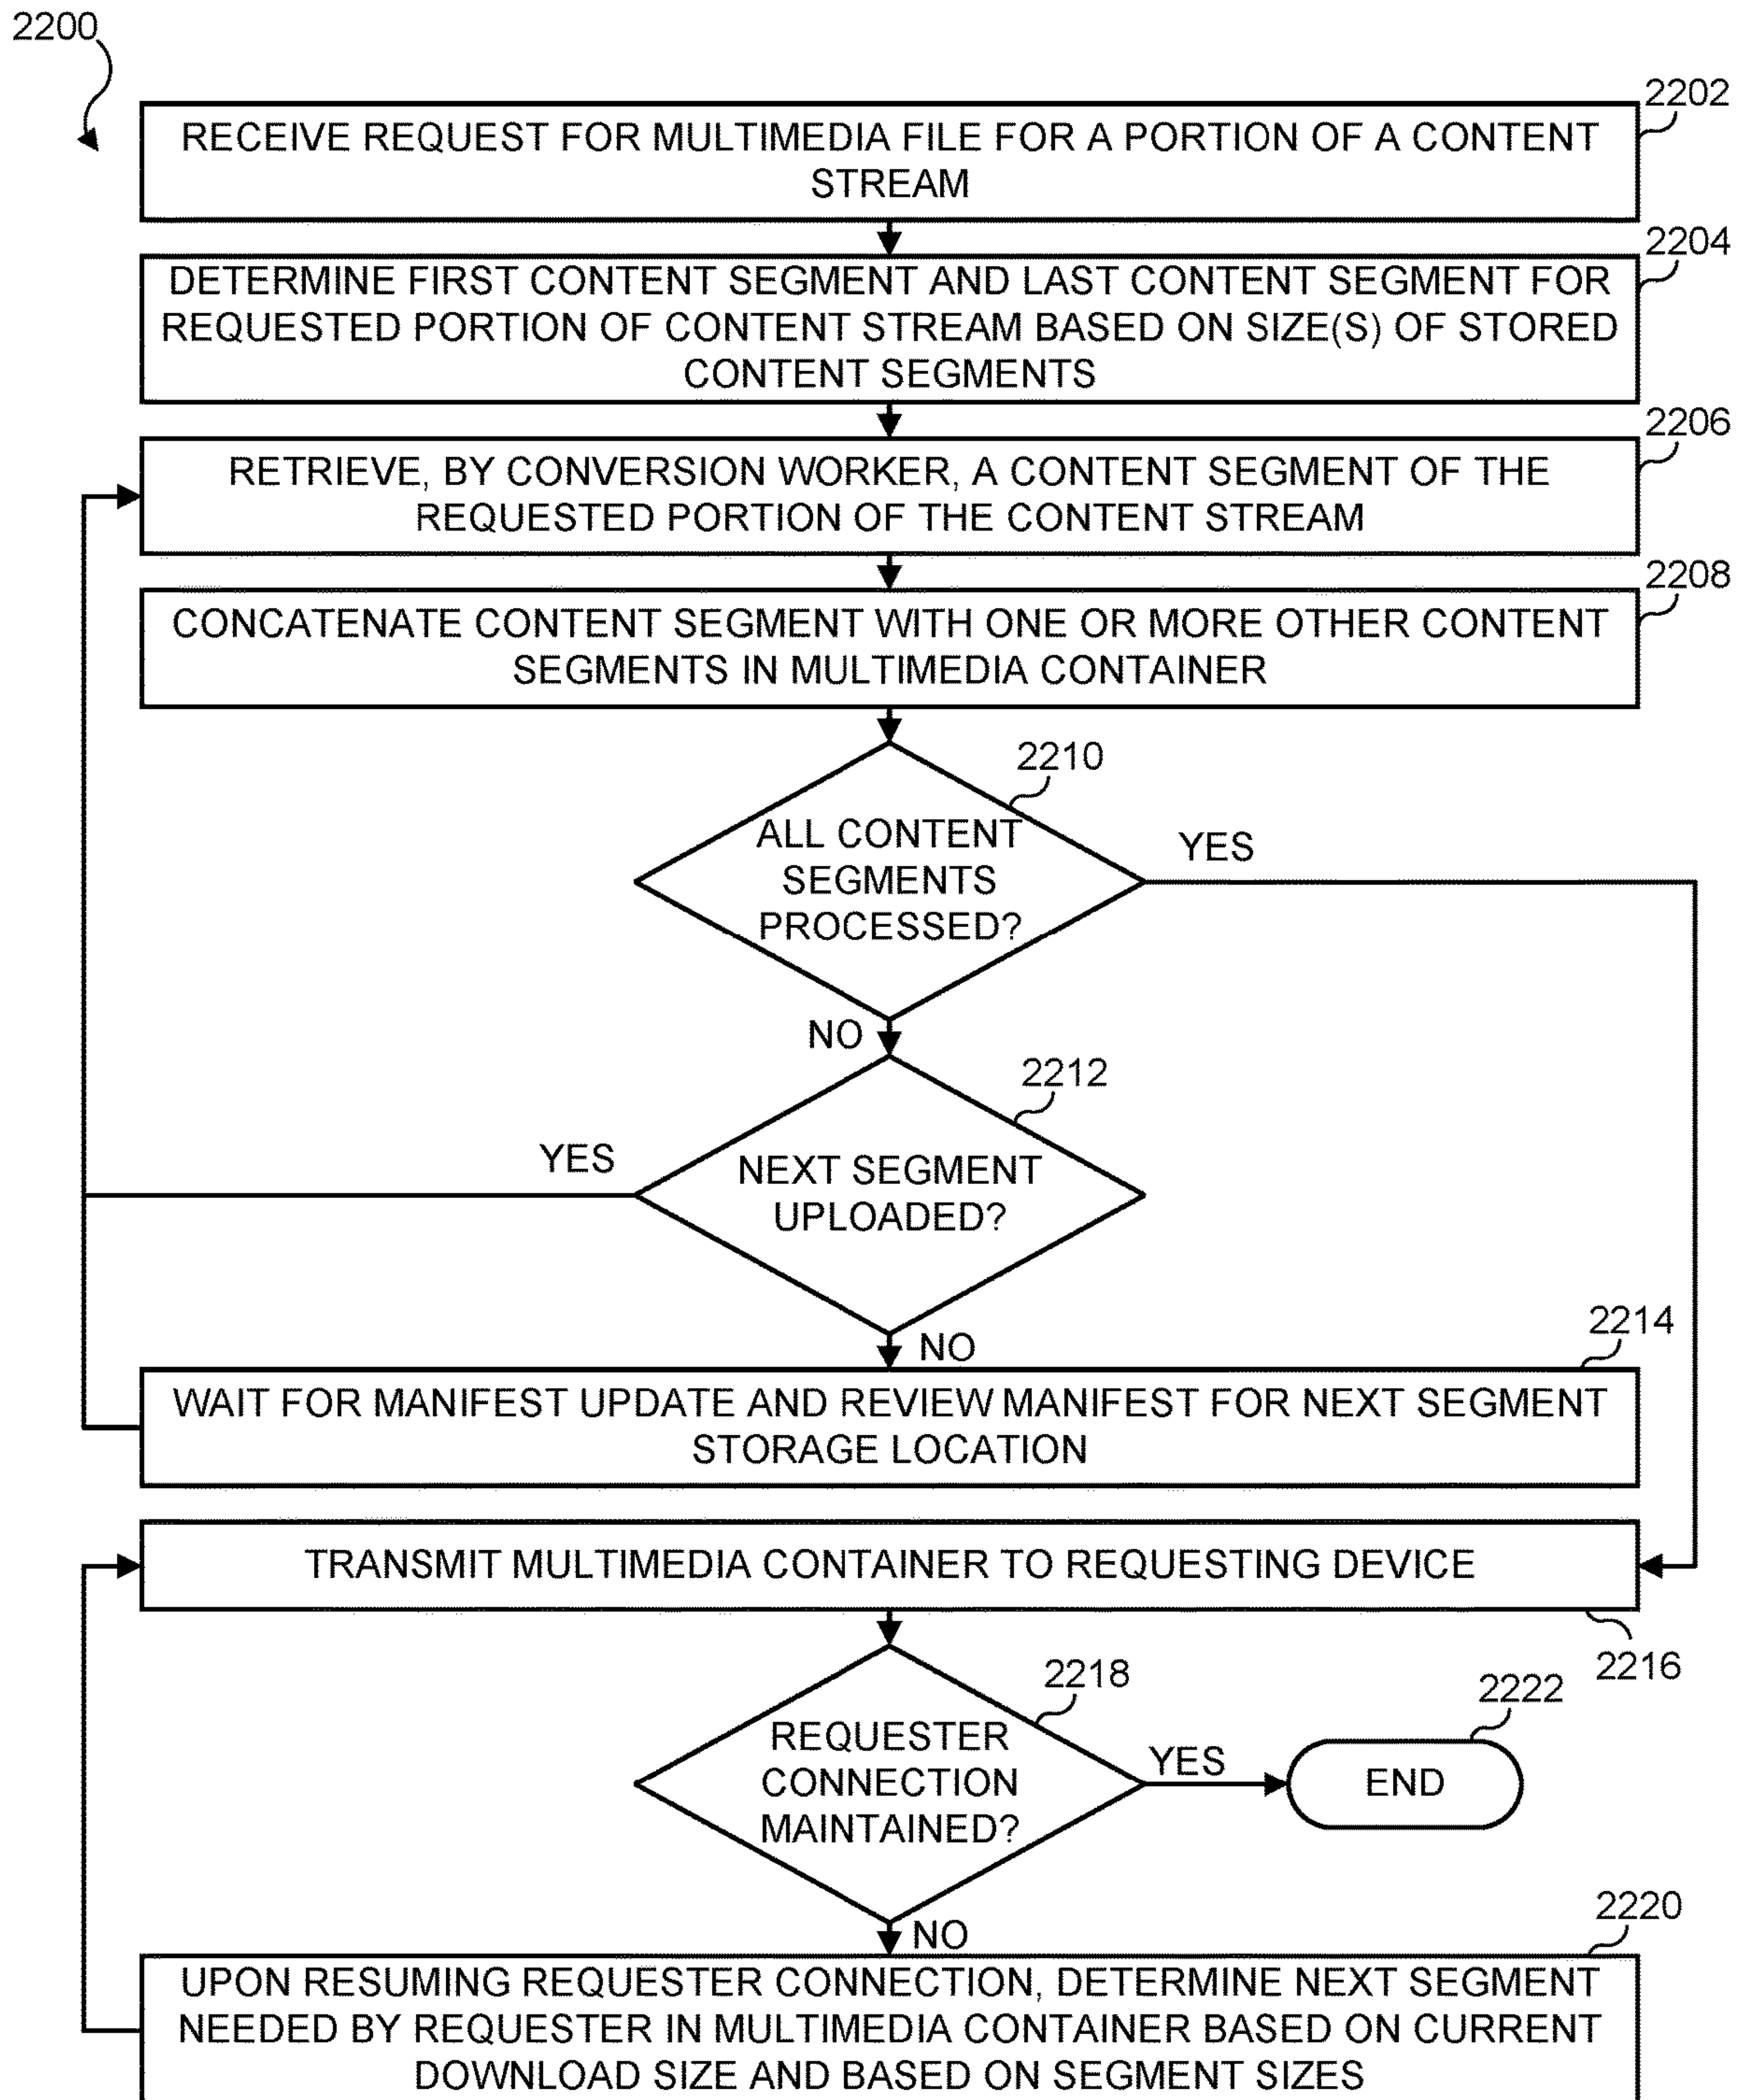 2200
2202
RECEIVE REQUEST FOR MULTIMEDIA FILE FOR A PORTION OF A CONTENT
STREAM
2204
DETERMINE FIRST CONTENT SEGMENT AND LAST CONTENT SEGMENT FOR
REQUESTED PORTION OF CONTENT STREAM BASED ON SIZE(S) OF STORED
CONTENT SEGMENTS
2206
RETRIEVE, BY CONVERSION WORKER, A CONTENT SEGMENT OF THE
REQUESTED PORTION OF THE CONTENT STREAM
2208
CONCATENATE CONTENT SEGMENT WITH ONE OR MORE OTHER CONTENT
SEGMENTS IN MULTIMEDIA CONTAINER
2210
ALL CONTENT
SEGMENTS
PROCESSED?
YES
NO
2212
NEXT SEGMENT
UPLOADED?
YES
NO
2214
WAIT FOR MANIFEST UPDATE AND REVIEW MANIFEST FOR NEXT SEGMENT
STORAGE LOCATION
TRANSMIT MULTIMEDIA CONTAINER TO REQUESTING DEVICE
2216
2218
REQUESTER
CONNECTION
MAINTAINED?
YES
2222
END
NO
2220
UPON RESUMING REQUESTER CONNECTION, DETERMINE NEXT SEGMENT
NEEDED BY REQUESTER IN MULTIMEDIA CONTAINER BASED ON CURRENT
DOWNLOAD SIZE AND BASED ON SEGMENT SIZES